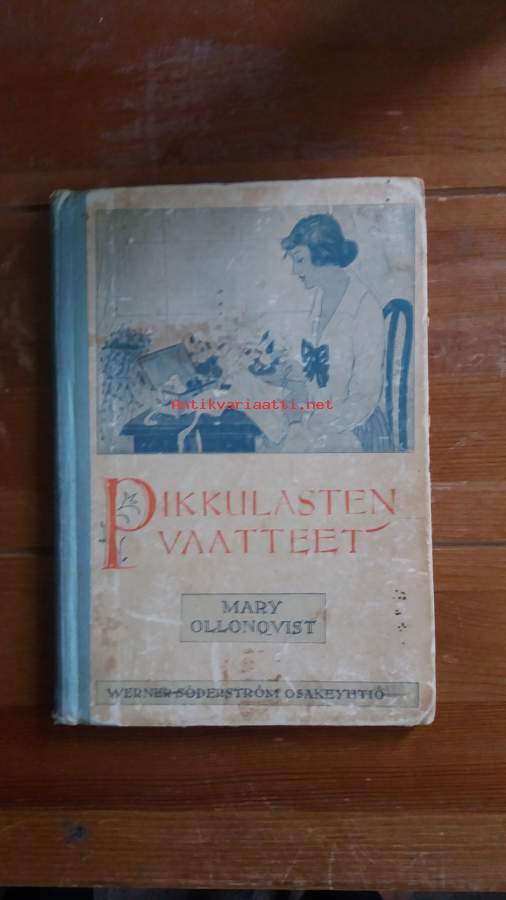 Antikvariaatti.net
PIKKULASTEN
VAATTEET
MARY
OLLONQVIST
WERNER SÖDERSTRÖM OSAKEYHTIÖ